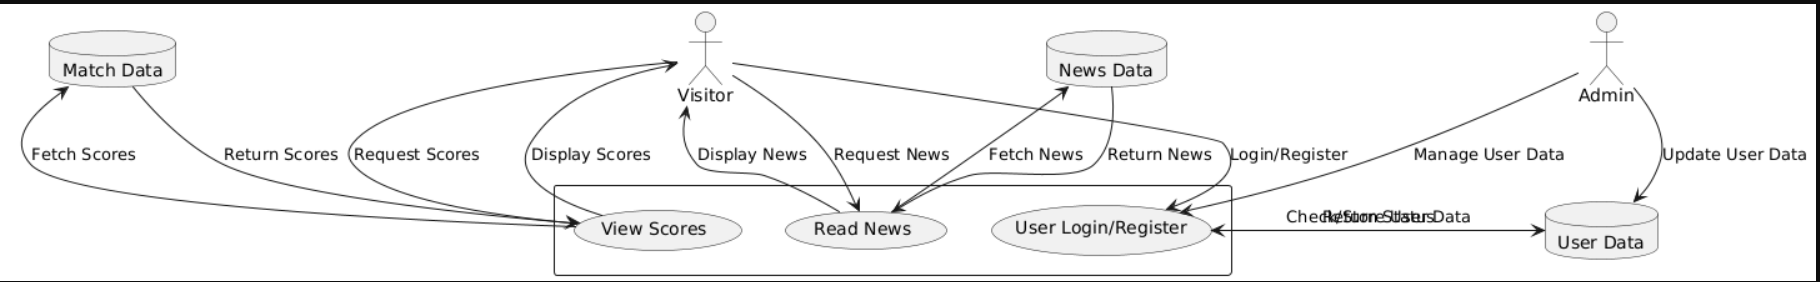 Match Data
News Data
Visitor
Admin
Fetch Scores
Return Scores
Request Scores
Display Scores
Display News
Request News
Fetch News
Return News
Login/Register
Manage User Data
Update User Data
Check/Store User Data
Return Status
View Scores
Read News
User Login/Register
User Data